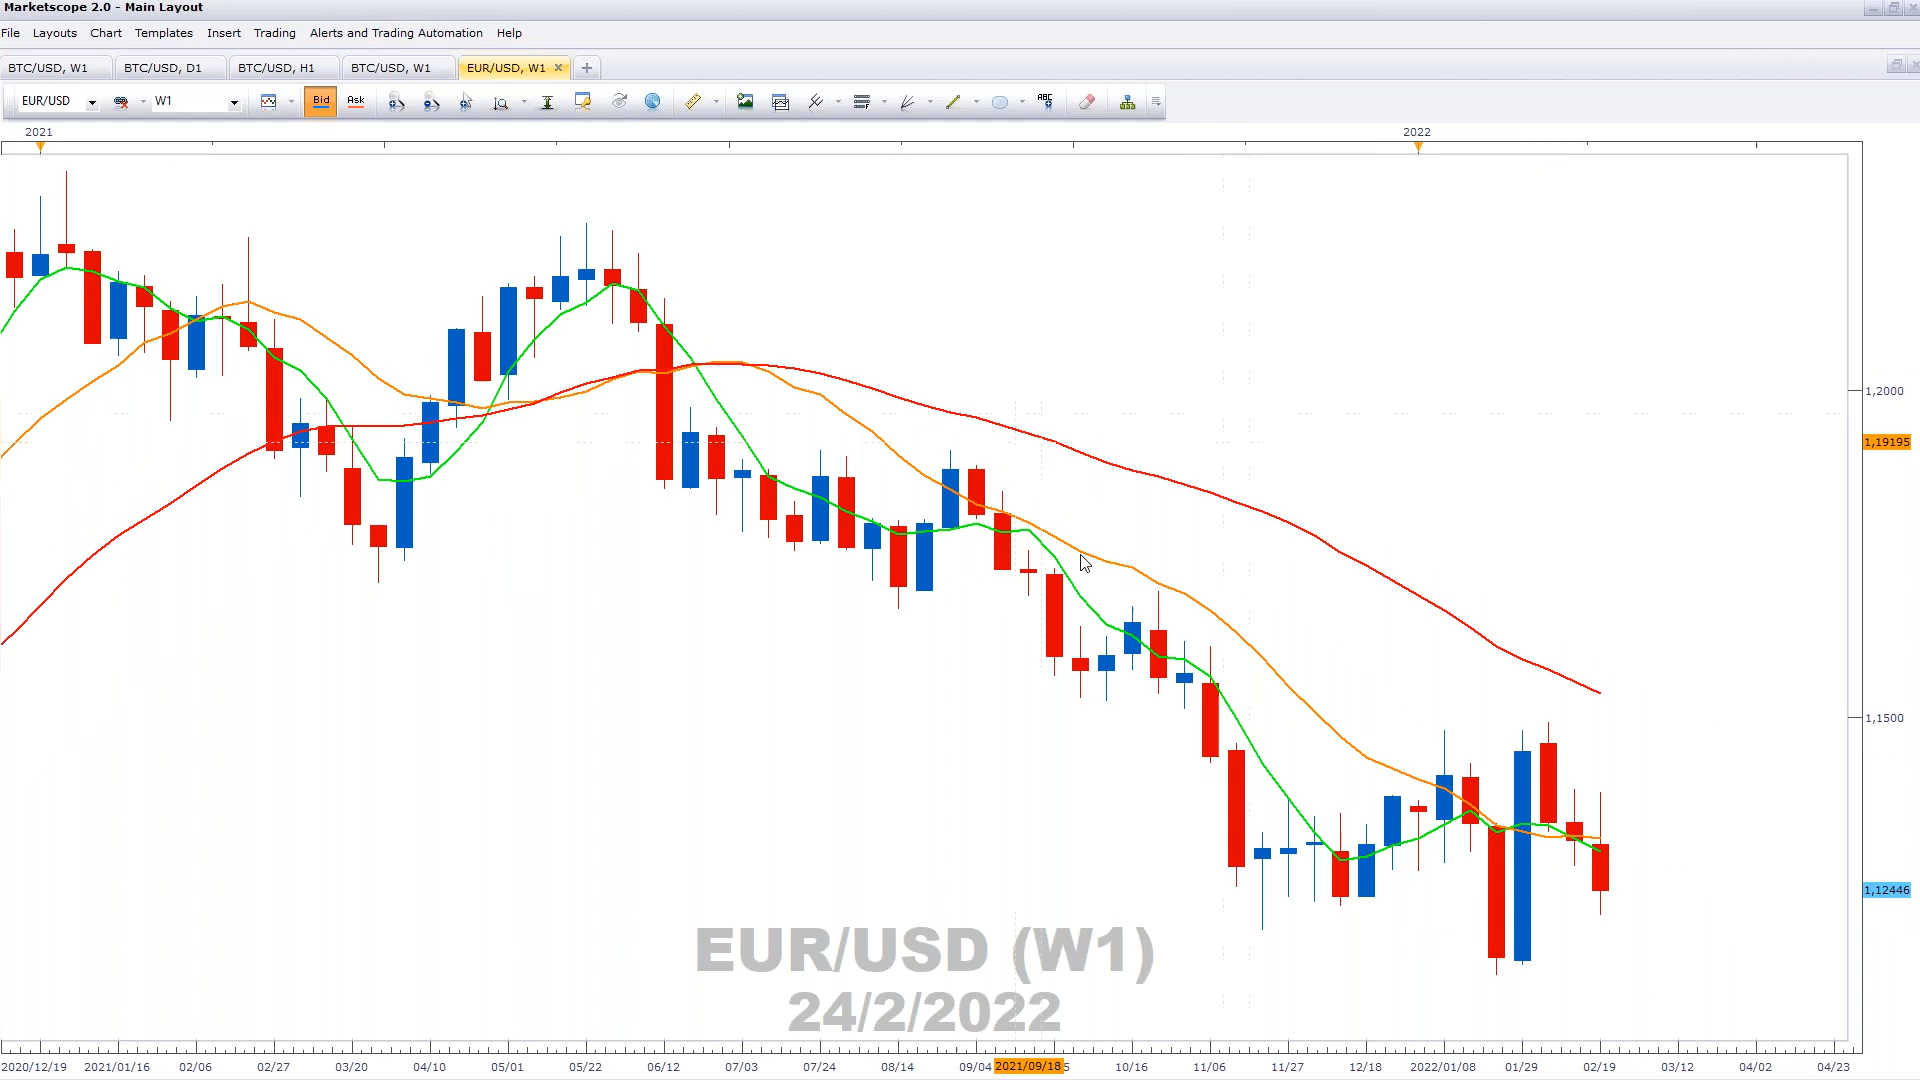 Marketscope 2.0 - Main Layout
File Layouts Chart Templates Insert Trading Alerts and Trading Automation Help
BTC/USD, W1 BTC/USD, D1 BTC/USD, H1 BTC/USD, W1 EUR/USD, W1
EUR/USD W1 Bid Ask ABC
2021 2022
1,2000
1,19195
1,1500
1,12446
EUR/USD (W1)
24/2/2022
2020/12/19 2021/01/16 02/06 02/27 03/20 04/10 05/01 05/22 06/12 07/03 07/24 08/14 09/04 2021/09/18 5 10/16 11/06 11/27 12/18 2022/01/08 01/29 02/19 03/12 04/02 04/23